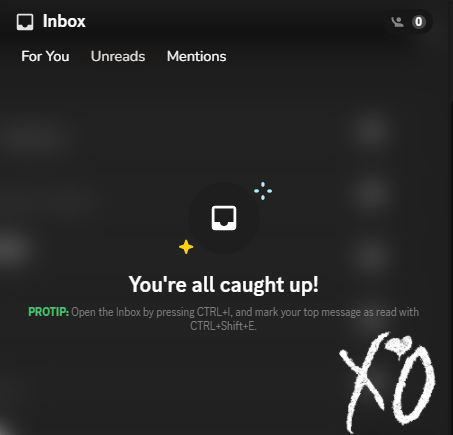 Inbox
0
For You
Unreads
Mentions
You're all caught up!
PROTIP: Open the Inbox by pressing CTRL+I, and mark your top message as read with
CTRL+Shift+E.
XO